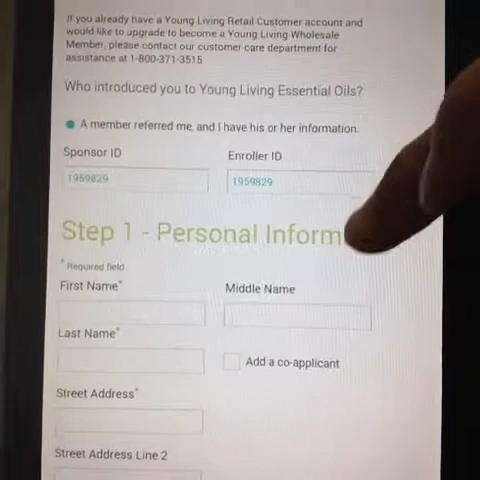 If you already have a Young Living Retail Customer account and
would like to upgrade to become a Young Living Wholesale
Member, please contact our customer care department for
assistance at 1-800-371-3515
Who introduced you to Young Living Essential Oils?
A member referred me, and I have his or her information.
Sponsor ID
Enroller ID
1959829
1959829
Step 1 - Personal Inform
* Required field
First Name*
Middle Name
Last Name*
Add a co-applicant
Street Address*
Street Address Line 2